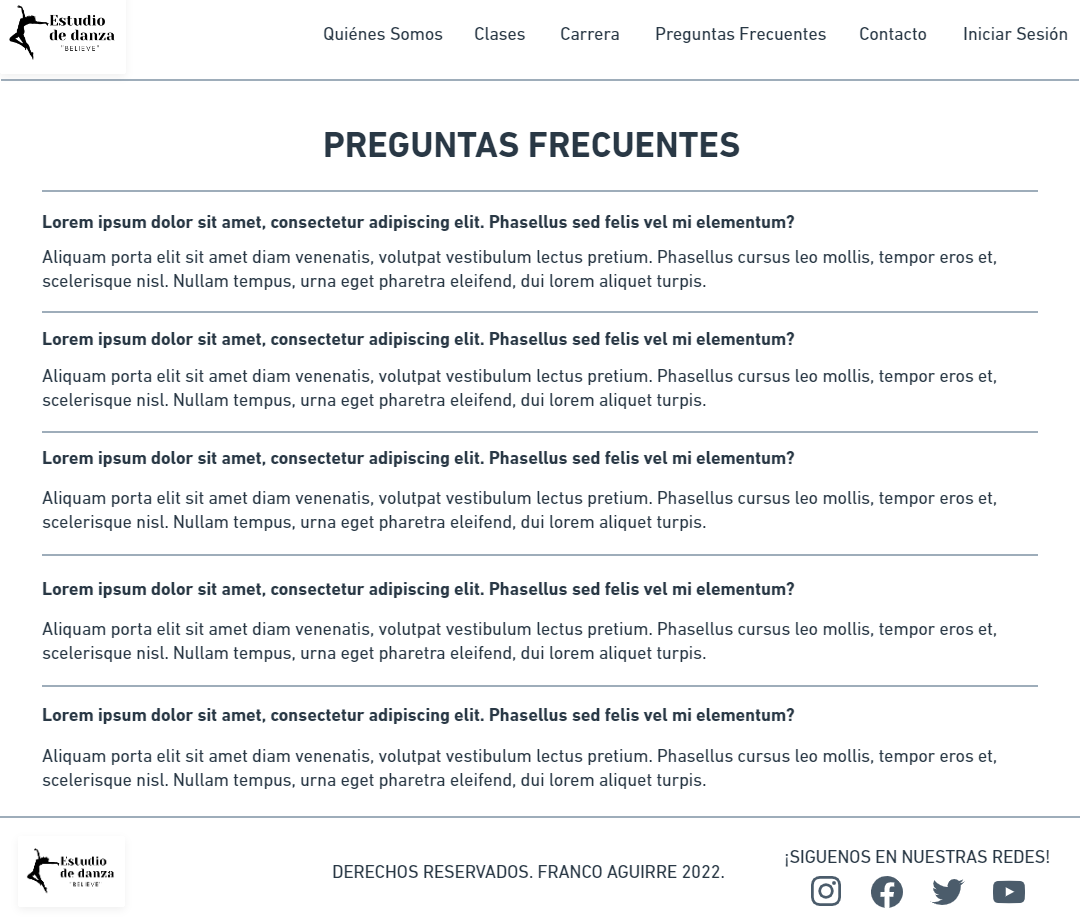 Estudio
de danza
"BELIEVE"
Quiénes Somos Clases Carrera Preguntas Frecuentes Contacto Iniciar Sesión
PREGUNTAS FRECUENTES
Lorem ipsum dolor sit amet, consectetur adipiscing elit. Phasellus sed felis vel mi elementum?
Aliquam porta elit sit amet diam venenatis, volutpat vestibulum lectus pretium. Phasellus cursus leo mollis, tempor eros et,
scelerisque nisl. Nullam tempus, urna eget pharetra eleifend, dui lorem aliquet turpis.
Lorem ipsum dolor sit amet, consectetur adipiscing elit. Phasellus sed felis vel mi elementum?
Aliquam porta elit sit amet diam venenatis, volutpat vestibulum lectus pretium. Phasellus cursus leo mollis, tempor eros et,
scelerisque nisl. Nullam tempus, urna eget pharetra eleifend, dui lorem aliquet turpis.
Lorem ipsum dolor sit amet, consectetur adipiscing elit. Phasellus sed felis vel mi elementum?
Aliquam porta elit sit amet diam venenatis, volutpat vestibulum lectus pretium. Phasellus cursus leo mollis, tempor eros et,
scelerisque nisl. Nullam tempus, urna eget pharetra eleifend, dui lorem aliquet turpis.
Lorem ipsum dolor sit amet, consectetur adipiscing elit. Phasellus sed felis vel mi elementum?
Aliquam porta elit sit amet diam venenatis, volutpat vestibulum lectus pretium. Phasellus cursus leo mollis, tempor eros et,
scelerisque nisl. Nullam tempus, urna eget pharetra eleifend, dui lorem aliquet turpis.
Lorem ipsum dolor sit amet, consectetur adipiscing elit. Phasellus sed felis vel mi elementum?
Aliquam porta elit sit amet diam venenatis, volutpat vestibulum lectus pretium. Phasellus cursus leo mollis, tempor eros et,
scelerisque nisl. Nullam tempus, urna eget pharetra eleifend, dui lorem aliquet turpis.
Estudio
de danza
"BELIEVE"
DERECHOS RESERVADOS. FRANCO AGUIRRE 2022.
¡SIGUENOS EN NUESTRAS REDES!